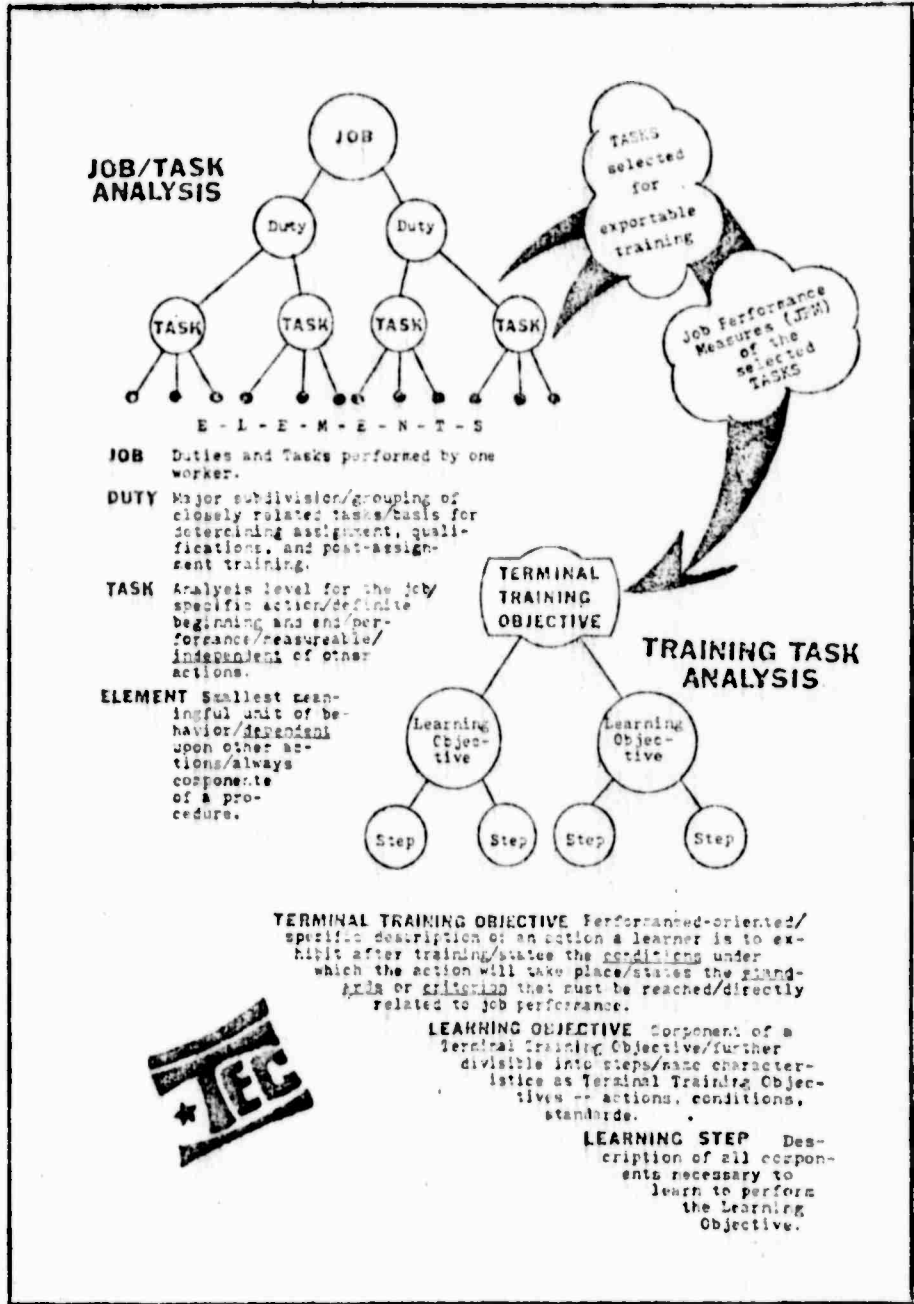 JOB/TASK
ANALYSIS
JOB
Duty Duty
TASK TASK TASK TASK
E - L - E - M - E - N - T - S
TASKS
selected
for
exportable
training
Job Performance
Measures (JPM)
of the
selected
TASKS
JOB Duties and Tasks performed by one
worker.
DUTY Major subdivision/grouping of
closely related tasks/basis for
determining assignment, quali-
fications, and post-assign-
ment training.
TASK Analysis level for the job/
specific action/definite
beginning and end/per-
formance/measureable/
independent of other
actions.
ELEMENT Smallest mean-
ingful unit of be-
havior/dependent
upon other ac-
tions/always
components
of a pro-
cedure.
TERMINAL
TRAINING
OBJECTIVE
TRAINING TASK
ANALYSIS
Learning
Objec-
tive
Learning
Objec-
tive
Step Step Step Step
TERMINAL TRAINING OBJECTIVE Performanced-oriented/
specific description of an action a learner is to ex-
hibit after training/states the conditions under
which the action will take place/states the stand-
ards or criterion that must be reached/directly
related to job performance.
LEARNING OBJECTIVE Component of a
Terminal Training Objective/further
divisible into steps/same character-
istics as Terminal Training Objec-
tives -- actions, conditions,
standards.
TEC
LEARNING STEP Des-
cription of all compon-
ents necessary to
learn to perform
the Learning
Objective.